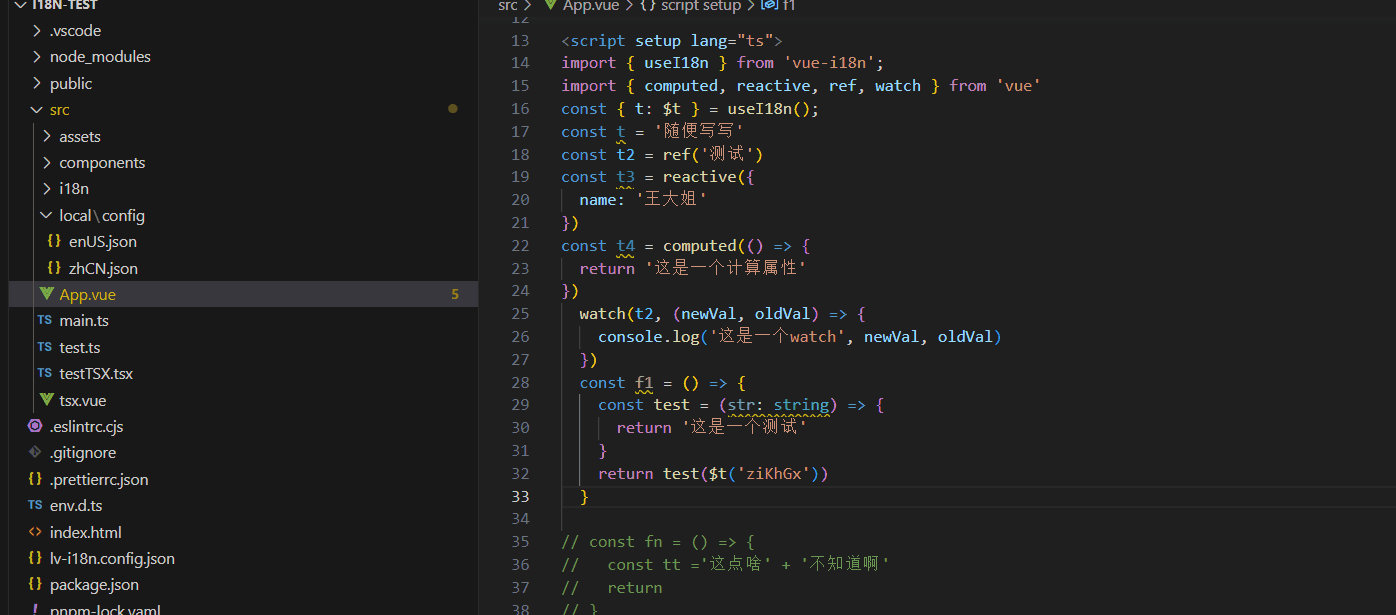 I18N-TEST
.vscode
node_modules
public
src
assets
components
i18n
local\config
{} enUS.json
{} zhCN.json
App.vue 5
TS main.ts
TS test.ts
TS testTSX.tsx
tsx.vue
.eslintrc.cjs
.gitignore
{} .prettierrc.json
TS env.d.ts
<> index.html
{} lv-i18n.config.json
{} package.json
! pnpm-lock.yaml
src > App.vue > {} script setup > f1
12
13 <script setup lang="ts">
14 import { useI18n } from 'vue-i18n';
15 import { computed, reactive, ref, watch } from 'vue'
16 const { t: $t } = useI18n();
17 const t = '随便写写'
18 const t2 = ref('测试')
19 const t3 = reactive({
20 name: '王大姐'
21 })
22 const t4 = computed(() => {
23 return '这是一个计算属性'
24 })
25 watch(t2, (newVal, oldVal) => {
26 console.log('这是一个watch', newVal, oldVal)
27 })
28 const f1 = () => {
29 const test = (str: string) => {
30 return '这是一个测试'
31 }
32 return test($t('ziKhGx'))
33 }
34
35 // const fn = () => {
36 // const tt ='这点啥' + '不知道啊'
37 // return
38 // }